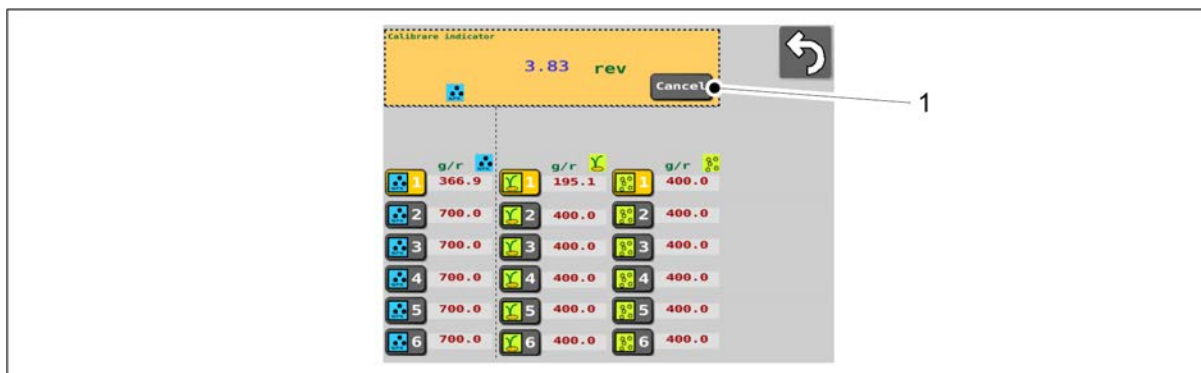 Calibrare indicator
3.83 rev
Cancel
1
g/r g/r g/r
1 366.9 1 195.1 1 400.0
2 700.0 2 400.0 2 400.0
3 700.0 3 400.0 3 400.0
4 700.0 4 400.0 4 400.0
5 700.0 5 400.0 5 400.0
6 700.0 6 400.0 6 400.0